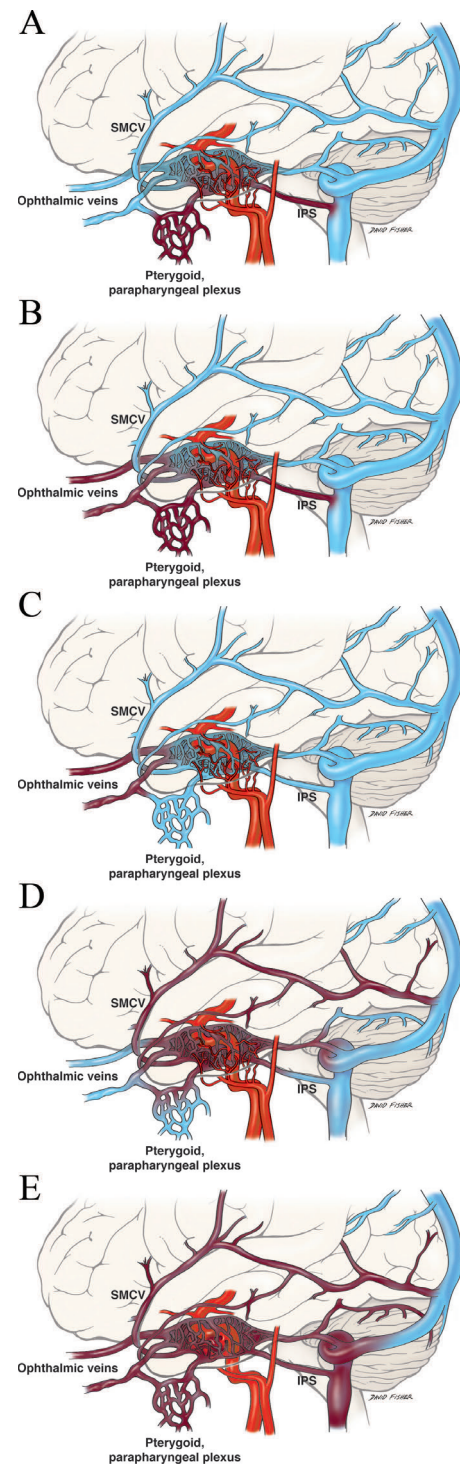 A
SMCV
Ophthalmic veins
IPS
DAVID FISHER
Pterygoid,
parapharyngeal plexus
B
SMCV
Ophthalmic veins
IPS
DAVID FISHER
Pterygoid,
parapharyngeal plexus
C
SMCV
Ophthalmic veins
IPS
DAVID FISHER
Pterygoid,
parapharyngeal plexus
D
SMCV
Ophthalmic veins
IPS
DAVID FISHER
Pterygoid,
parapharyngeal plexus
E
SMCV
Ophthalmic veins
IPS
DAVID FISHER
Pterygoid,
parapharyngeal plexus